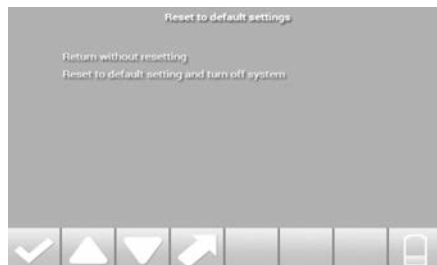 Reset to default settings
Return without resetting
Reset to default setting and turn off system